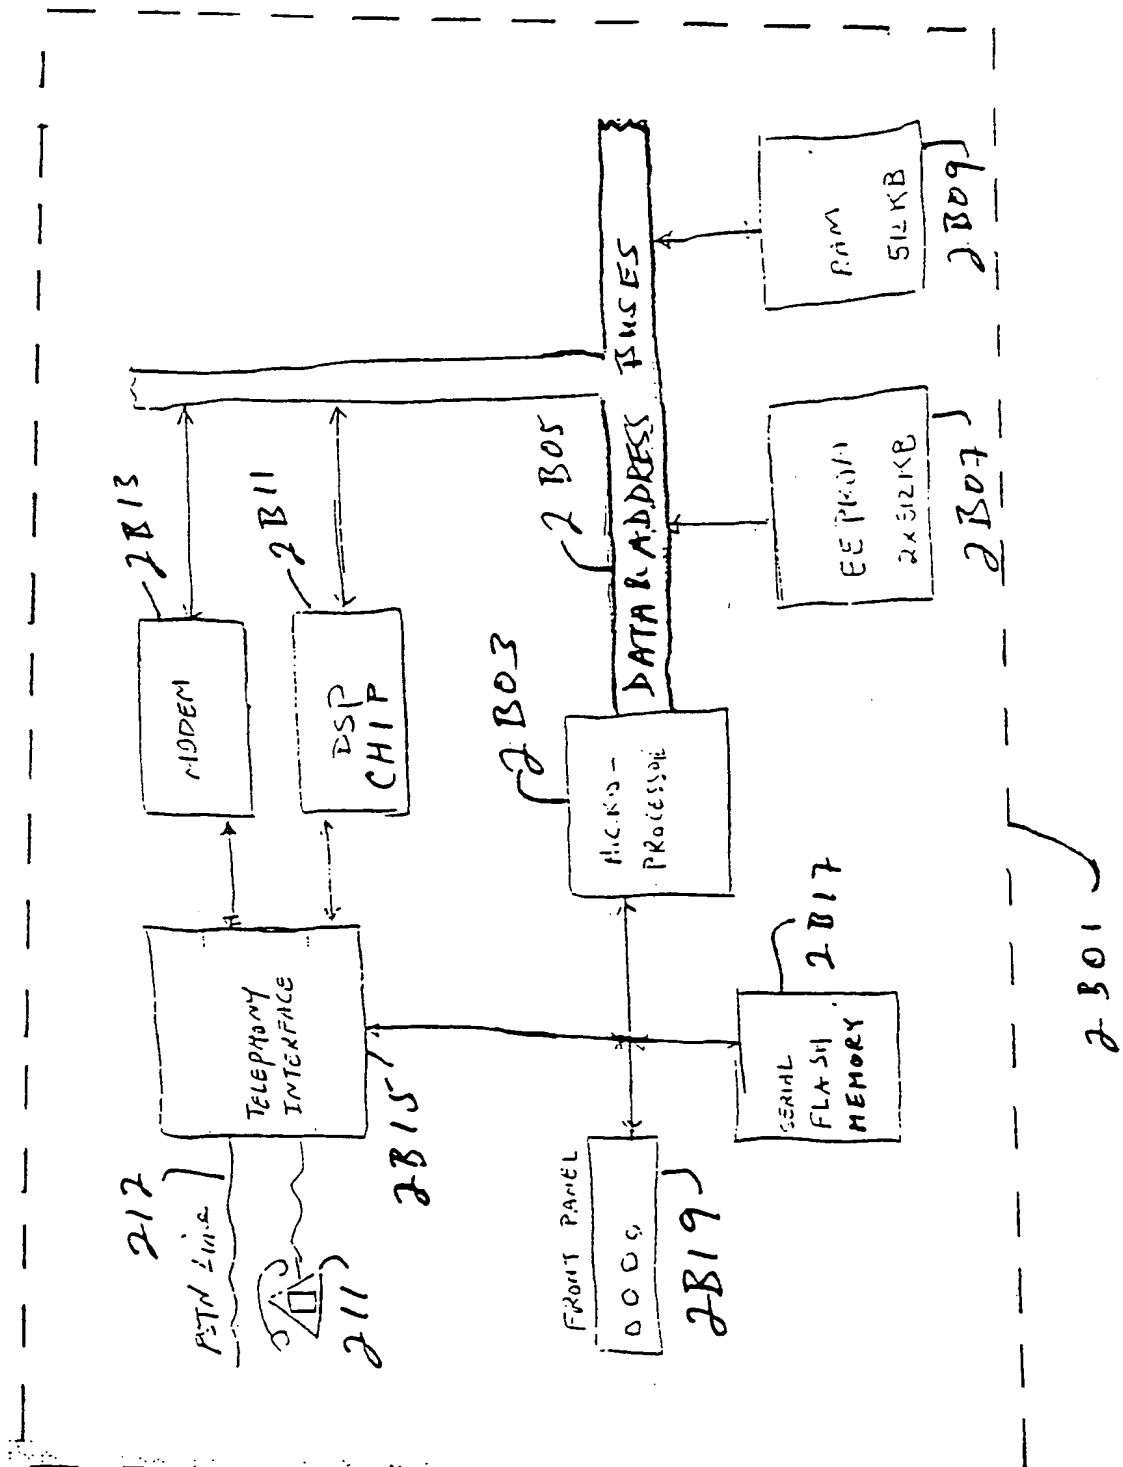 212
PSTN Line
211
TELEPHONY
INTERFACE
2B15
MODEM
2B13
DSP
CHIP
2B11
FRONT PANEL
2B19
SERIAL
FLASH
MEMORY
2B17
MICRO-
PROCESSOR
2B03
DATA & ADDRESS BUSES
2B05
EEPROM
2x512KB
2B07
RAM
512KB
2B09
2B01